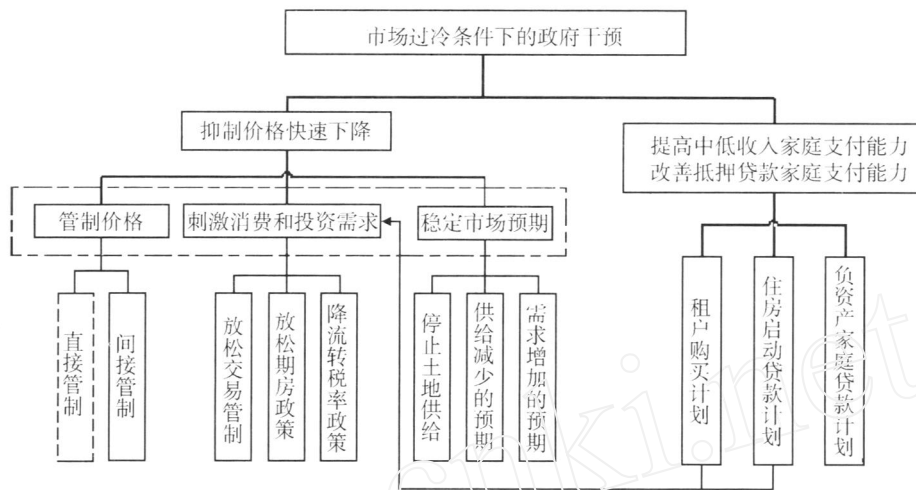 市场过冷条件下的政府干预
抑制价格快速下降
提高中低收入家庭支付能力
改善抵押贷款家庭支付能力
管制价格
刺激消费和投资需求
稳定市场预期
直接管制
间接管制
放松交易管制
放松期房政策
降流转税率政策
停止土地供给
供给减少的预期
需求增加的预期
租户购买计划
住房启动贷款计划
负资产家庭贷款计划
cnki.net